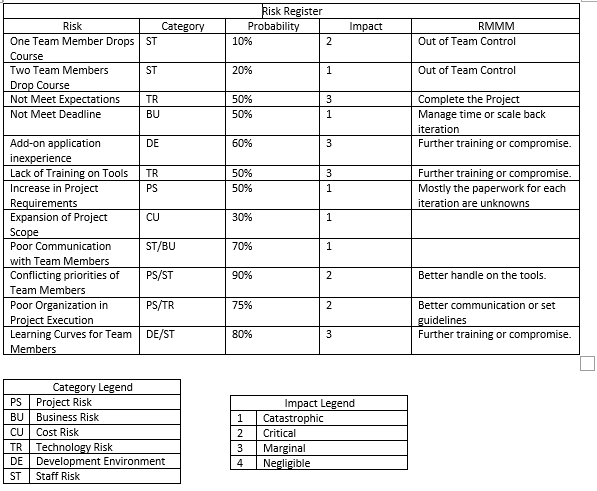 Risk Register
Risk Category Probability Impact RMMM
One Team Member Drops Course ST 10% 2 Out of Team Control
Two Team Members Drop Course ST 20% 1 Out of Team Control
Not Meet Expectations TR 50% 3 Complete the Project
Not Meet Deadline BU 50% 1 Manage time or scale back iteration
Add-on application inexperience DE 60% 3 Further training or compromise.
Lack of Training on Tools TR 50% 3 Further training or compromise.
Increase in Project Requirements PS 50% 1 Mostly the paperwork for each iteration are unknowns
Expansion of Project Scope CU 30% 1
Poor Communication with Team Members ST/BU 70% 1
Conflicting priorities of Team Members PS/ST 90% 2 Better handle on the tools.
Poor Organization in Project Execution PS/TR 75% 2 Better communication or set guidelines
Learning Curves for Team Members DE/ST 80% 3 Further training or compromise.
Category Legend
PS Project Risk
BU Business Risk
CU Cost Risk
TR Technology Risk
DE Development Environment
ST Staff Risk
Impact Legend
1 Catastrophic
2 Critical
3 Marginal
4 Negligible